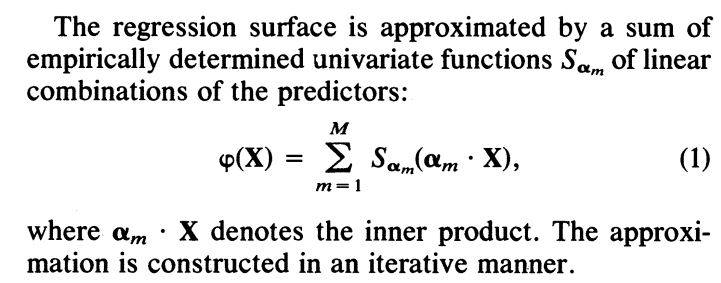 The regression surface is approximated by a sum of
empirically determined univariate functions S_{α_m} of linear
combinations of the predictors:
φ(X) = \sum_{m=1}^{M} S_{α_m}(α_m · X), (1)
where α_m · X denotes the inner product. The approxi-
mation is constructed in an iterative manner.